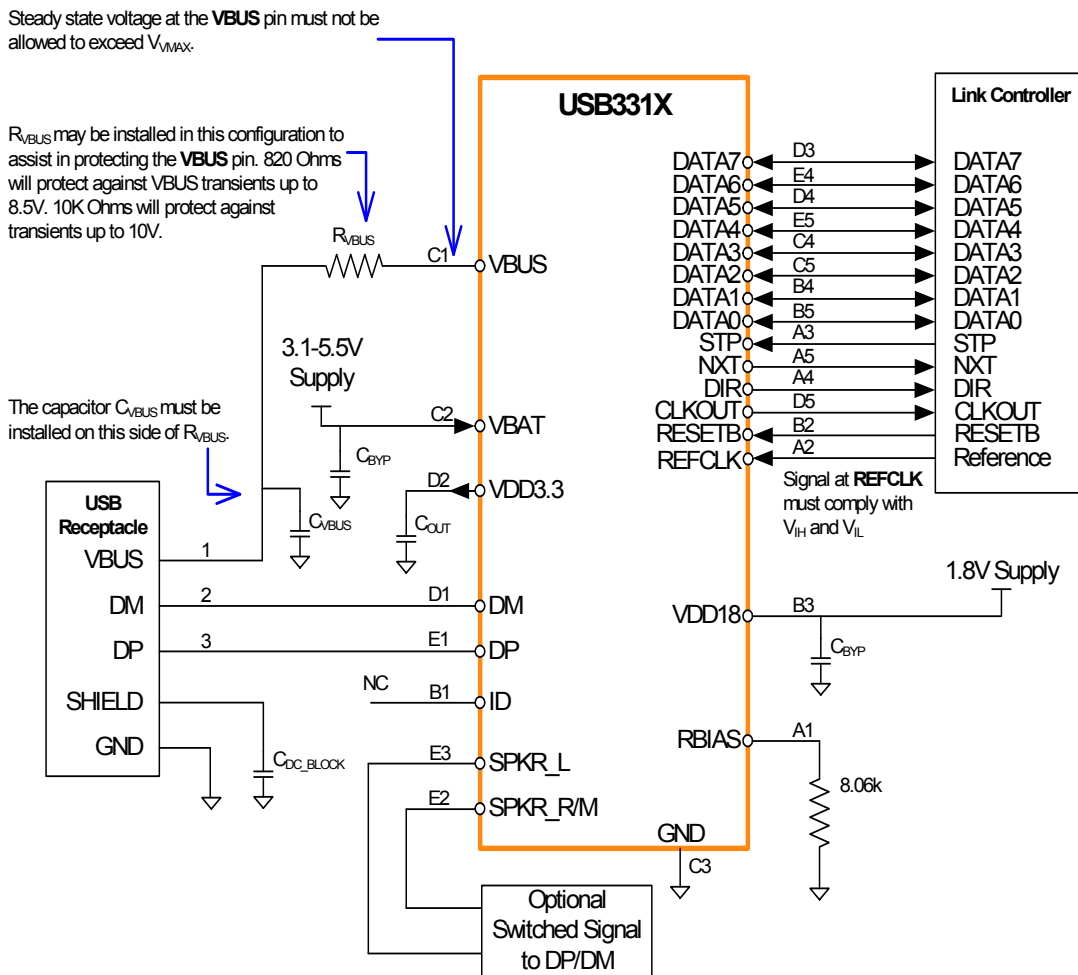 Steady state voltage at the VBUS pin must not be
allowed to exceed VVMAX.
RVBUS may be installed in this configuration to
assist in protecting the VBUS pin. 820 Ohms
will protect against VBUS transients up to
8.5V. 10K Ohms will protect against
transients up to 10V.
The capacitor CVBUS must be
installed on this side of RVBUS.
USB
Receptacle
VBUS
DM
DP
SHIELD
GND
1
2
3
RVBUS
C1
3.1-5.5V
Supply
C2
CBYP
D2
COUT
CVBUS
D1
E1
NC
B1
E3
E2
CDC_BLOCK
USB331X
VBUS
VBAT
VDD3.3
DM
DP
ID
SPKR_L
SPKR_R/M
DATA7
DATA6
DATA5
DATA4
DATA3
DATA2
DATA1
DATA0
STP
NXT
DIR
CLKOUT
RESETB
REFCLK
VDD18
RBIAS
GND
C3
D3
E4
D4
E5
C4
C5
B4
B5
A3
A5
A4
D5
B2
A2
Link Controller
DATA7
DATA6
DATA5
DATA4
DATA3
DATA2
DATA1
DATA0
STP
NXT
DIR
CLKOUT
RESETB
Reference
Signal at REFCLK
must comply with
VIH and VIL
1.8V Supply
B3
CBYP
A1
8.06k
Optional
Switched Signal
to DP/DM